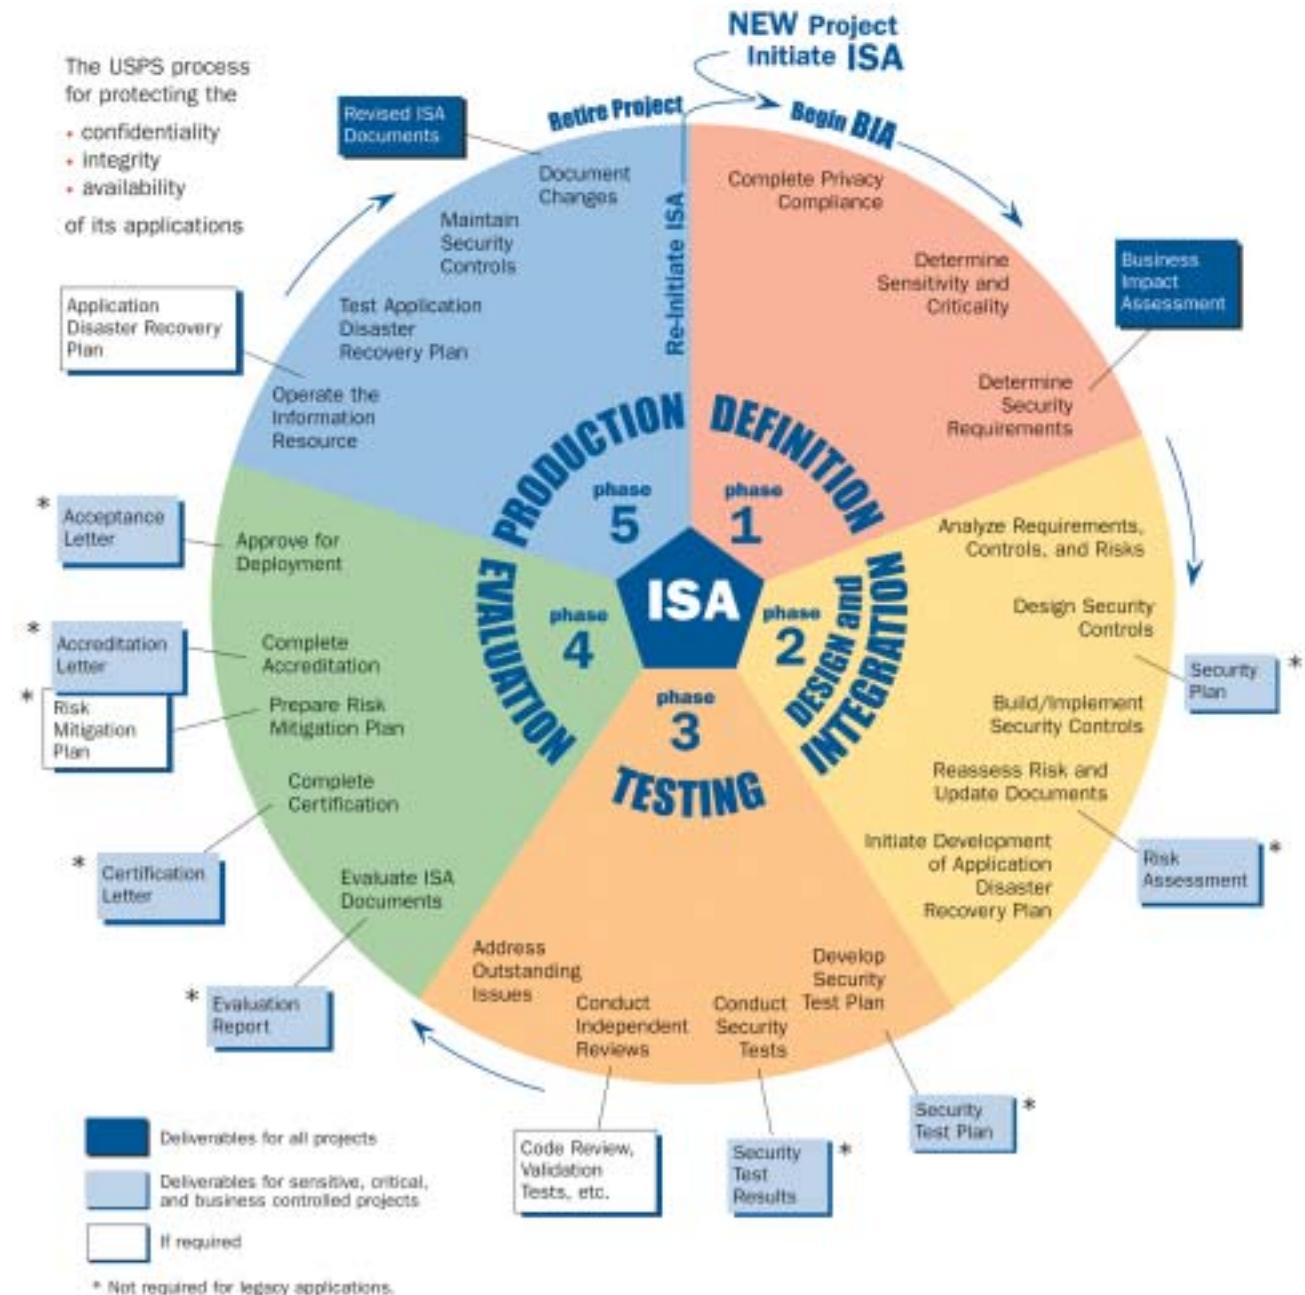 NEW Project
Initiate ISA
The USPS process
for protecting the
• confidentiality
• integrity
• availability
of its applications
Retire Project
Begin BIA
Re-Initiate ISA
Revised ISA
Documents
Document
Changes
Maintain
Security
Controls
Test Application
Disaster
Recovery Plan
Application
Disaster Recovery
Plan
Operate the
Information
Resource
Complete Privacy
Compliance
Determine
Sensitivity and
Criticality
Business
Impact
Assessment
Determine
Security
Requirements
PRODUCTION
phase
5
DEFINITION
phase
1
ISA
EVALUATION
phase
4
phase
2
DESIGN and
INTEGRATION
phase
3
TESTING
Analyze Requirements,
Controls, and Risks
Design Security
Controls
Security
Plan
*
Build/Implement
Security Controls
Reassess Risk and
Update Documents
Risk
Assessment
*
Initiate Development
of Application
Disaster
Recovery Plan
Develop
Security
Test Plan
Security
Test Plan
*
Conduct
Security
Tests
Security
Test
Results
*
Conduct
Independent
Reviews
Code Review,
Validation
Tests, etc.
Address
Outstanding
Issues
Evaluate ISA
Documents
*
Evaluation
Report
Complete
Certification
*
Certification
Letter
Prepare Risk
Mitigation Plan
*
Risk
Mitigation
Plan
Complete
Accreditation
*
Accreditation
Letter
Approve for
Deployment
*
Acceptance
Letter
Deliverables for all projects
Deliverables for sensitive, critical,
and business controlled projects
If required
* Not required for legacy applications.